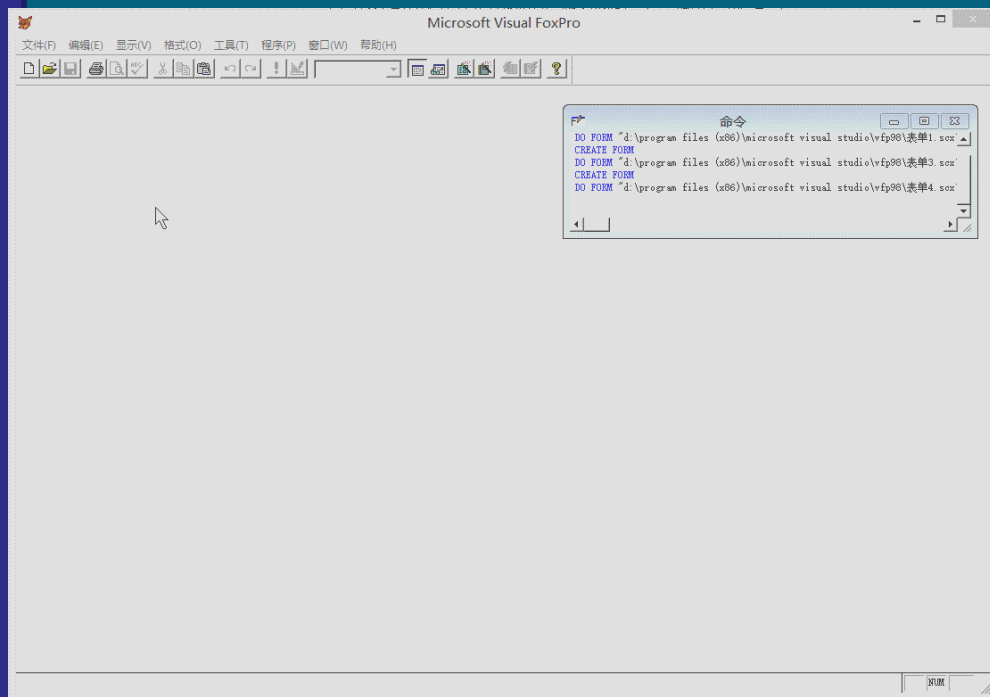 Microsoft Visual FoxPro
文件(F) 编辑(E) 显示(V) 格式(O) 工具(T) 程序(P) 窗口(W) 帮助(H)
命令
DO FORM "d:\program files (x86)\microsoft visual studio\vfp98\表单1.scx"
CREATE FORM
DO FORM "d:\program files (x86)\microsoft visual studio\vfp98\表单3.scx"
CREATE FORM
DO FORM "d:\program files (x86)\microsoft visual studio\vfp98\表单4.scx"
NUM